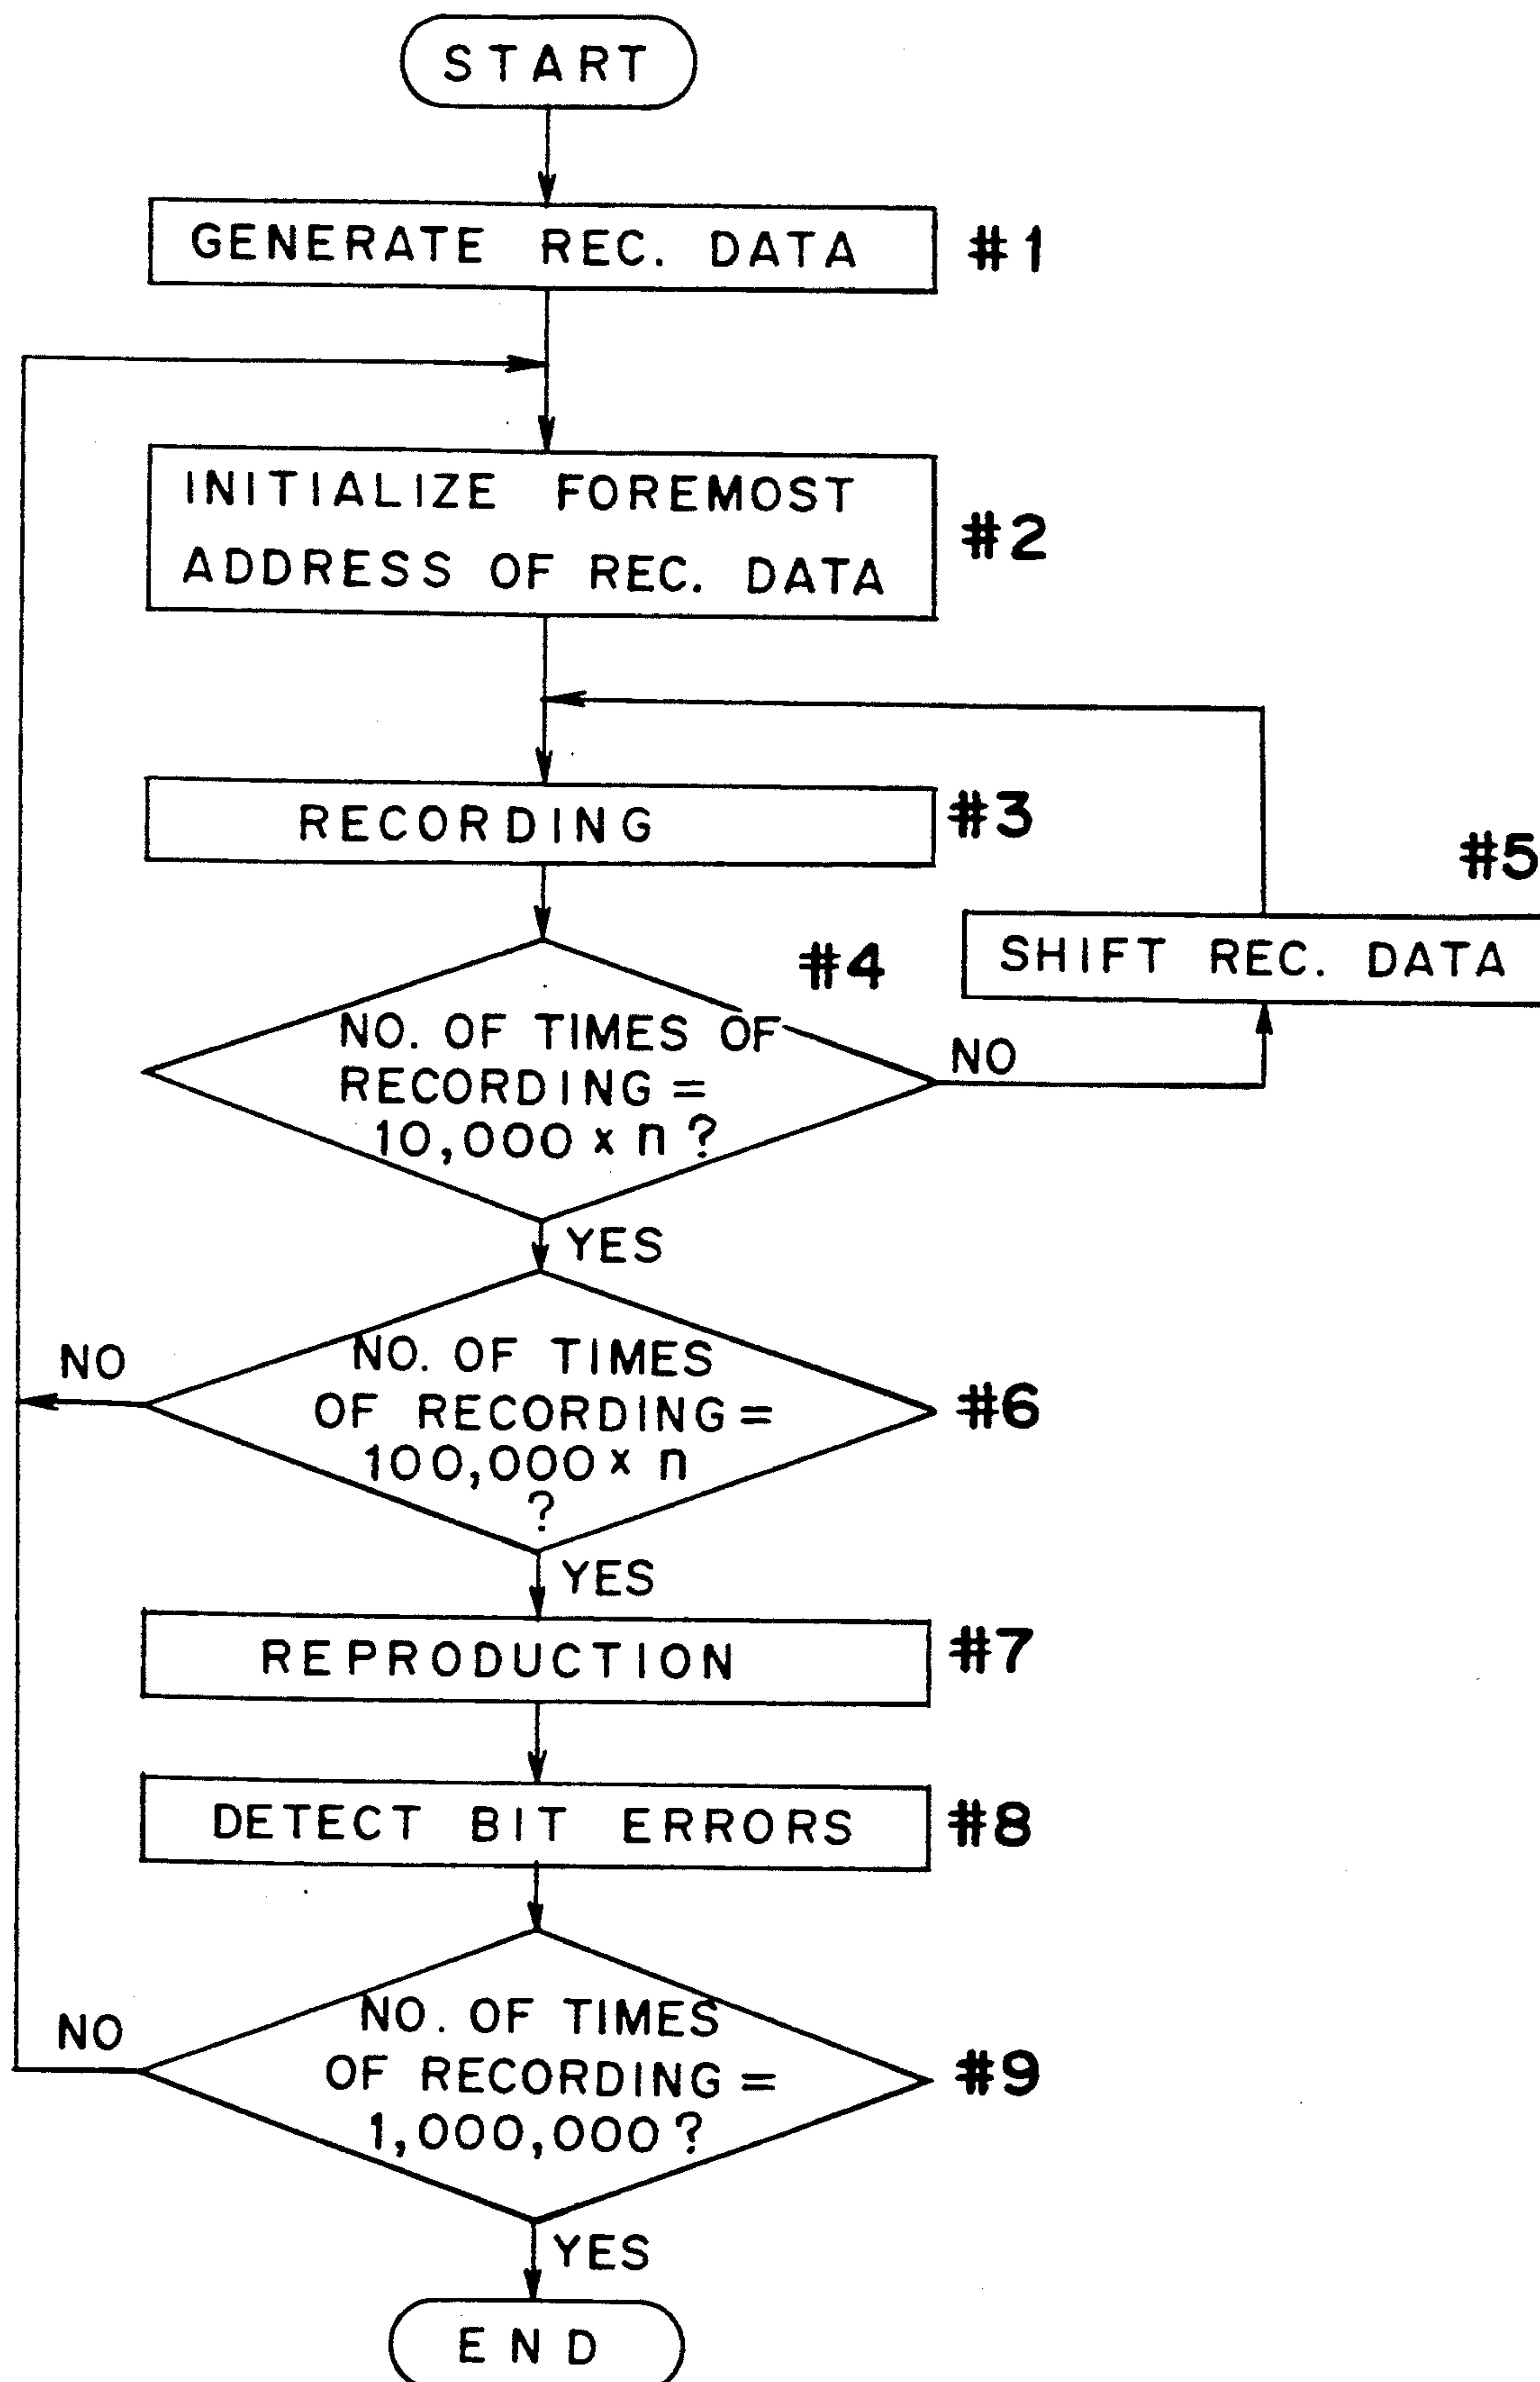 START
GENERATE REC. DATA #1
INITIALIZE FOREMOST
ADDRESS OF REC. DATA
#2
RECORDING #3
#4
NO. OF TIMES OF
RECORDING =
10,000 x n ?
NO
#5
SHIFT REC. DATA
YES
NO
NO. OF TIMES
OF RECORDING =
100,000 x n
?
#6
YES
REPRODUCTION #7
DETECT BIT ERRORS #8
NO
NO. OF TIMES
OF RECORDING =
1,000,000 ?
#9
YES
END